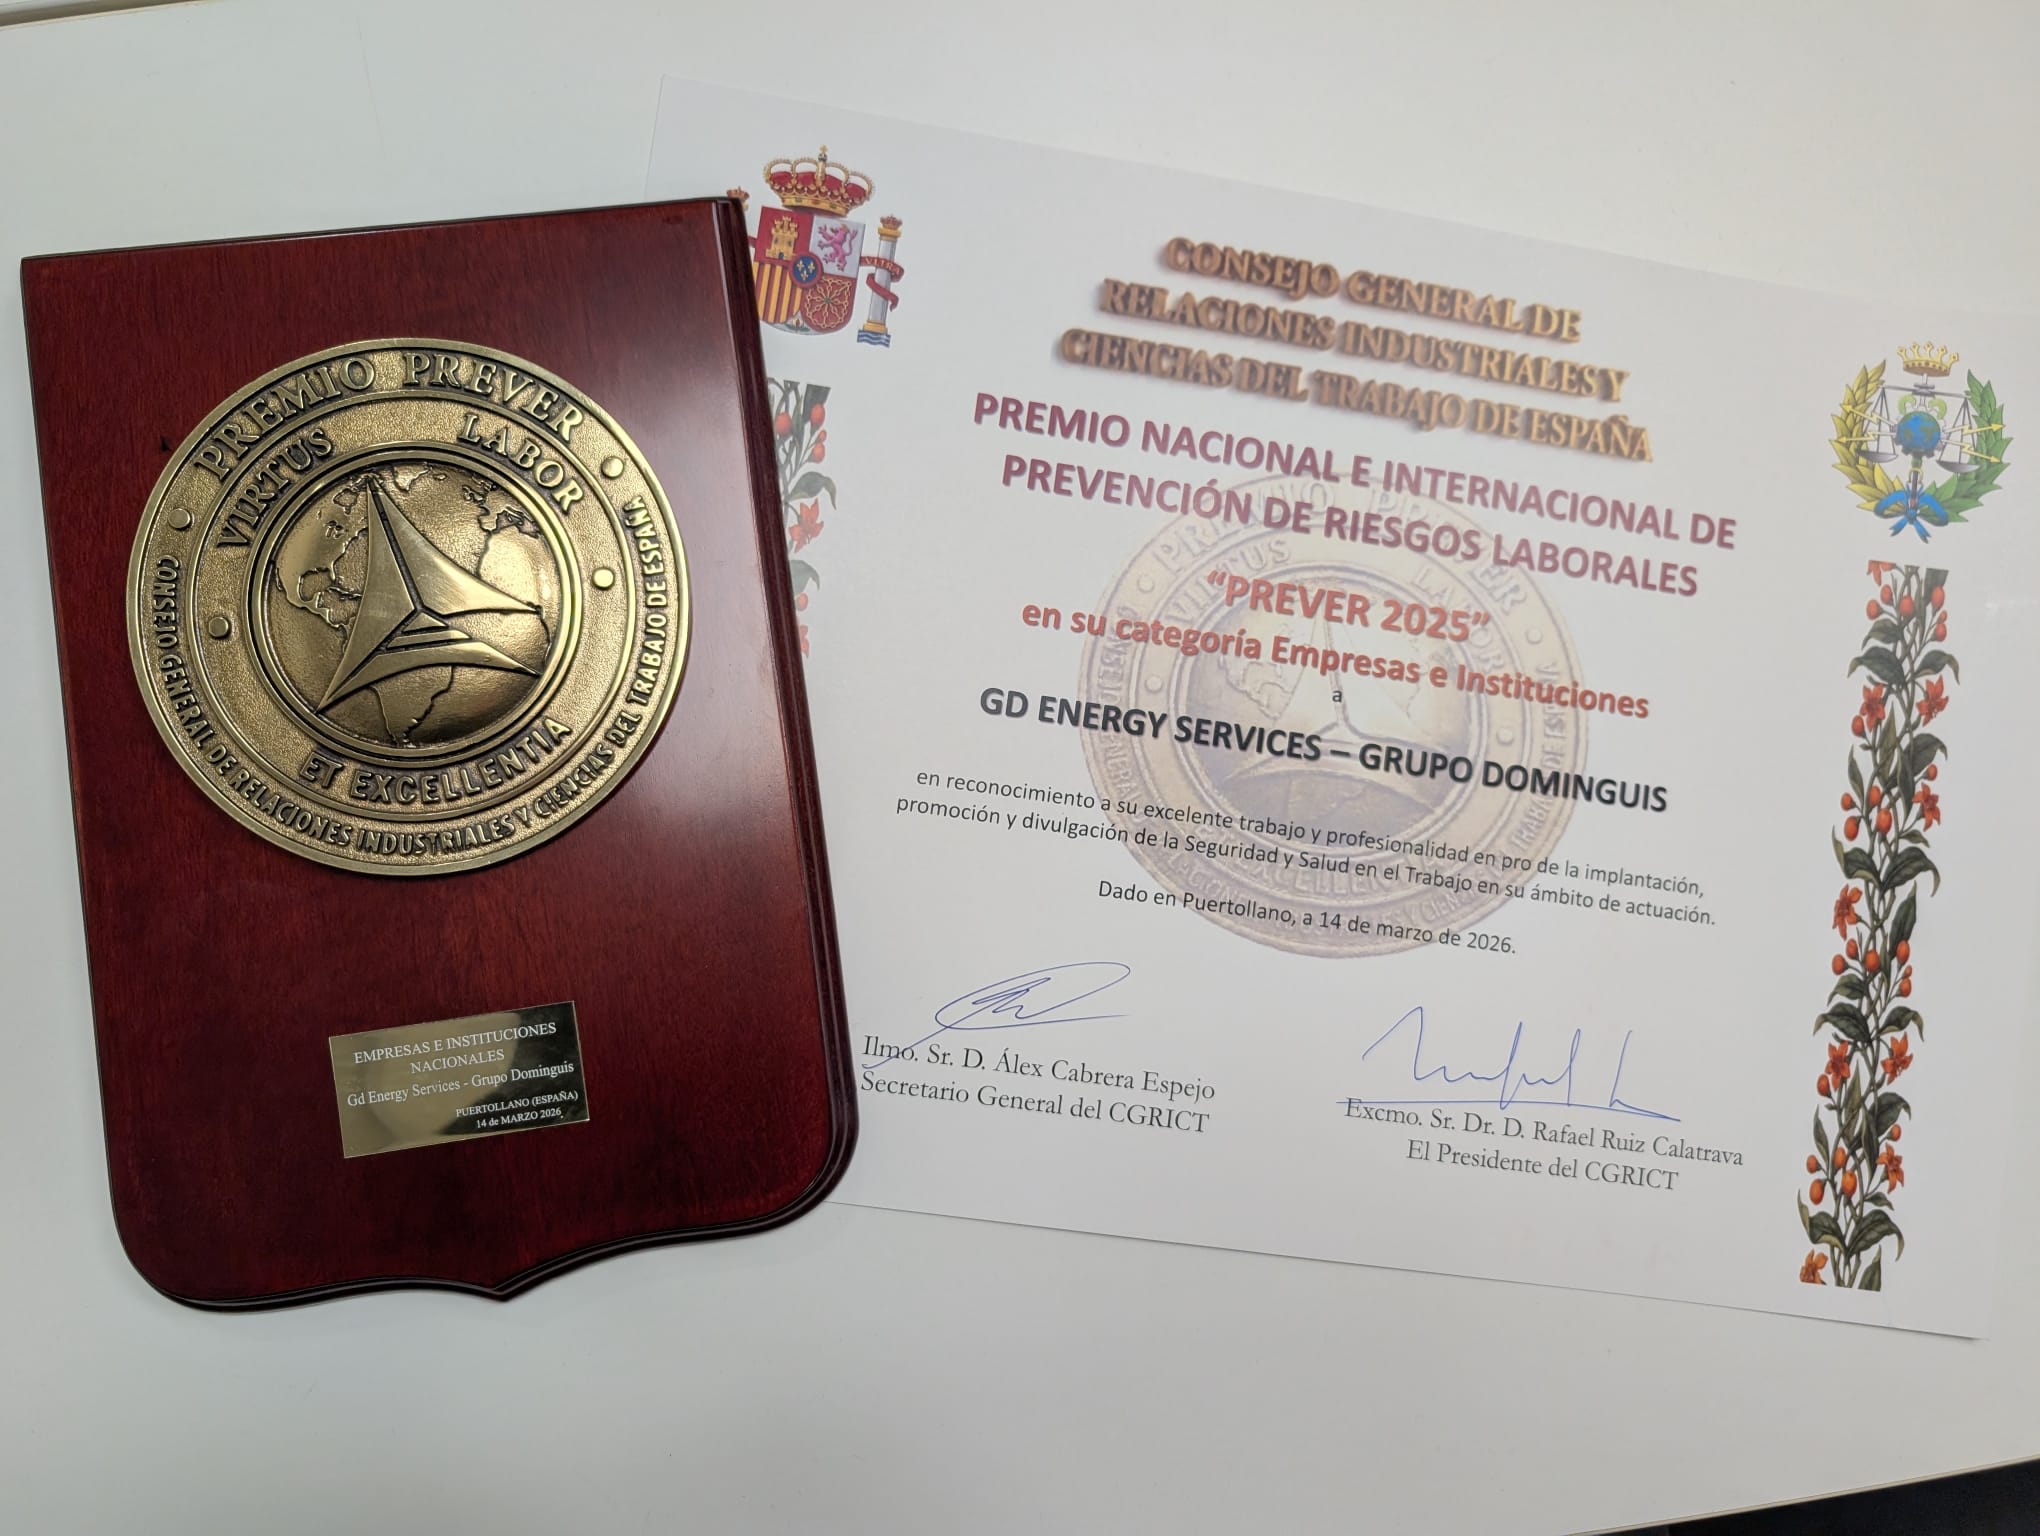 PREMIO PREVER
VIRTUS LABOR
ET EXCELLENTIA
CONSEJO GENERAL DE RELACIONES INDUSTRIALES Y CIENCIAS DEL TRABAJO DE ESPAÑA
EMPRESAS E INSTITUCIONES
NACIONALES
Gd Energy Services - Grupo Dominguis
PUERTOLLANO (ESPAÑA)
14 de MARZO 2026
CONSEJO GENERAL DE
RELACIONES INDUSTRIALES Y
CIENCIAS DEL TRABAJO DE ESPAÑA
PREMIO NACIONAL E INTERNACIONAL DE
PREVENCIÓN DE RIESGOS LABORALES
“PREVER 2025”
en su categoría Empresas e Instituciones
a
GD ENERGY SERVICES – GRUPO DOMINGUIS
en reconocimiento a su excelente trabajo y profesionalidad en pro de la implantación,
promoción y divulgación de la Seguridad y Salud en el Trabajo en su ámbito de actuación.
Dado en Puertollano, a 14 de marzo de 2026.
Ilmo. Sr. D. Álex Cabrera Espejo
Secretario General del CGRICT
Excmo. Sr. Dr. D. Rafael Ruiz Calatrava
El Presidente del CGRICT